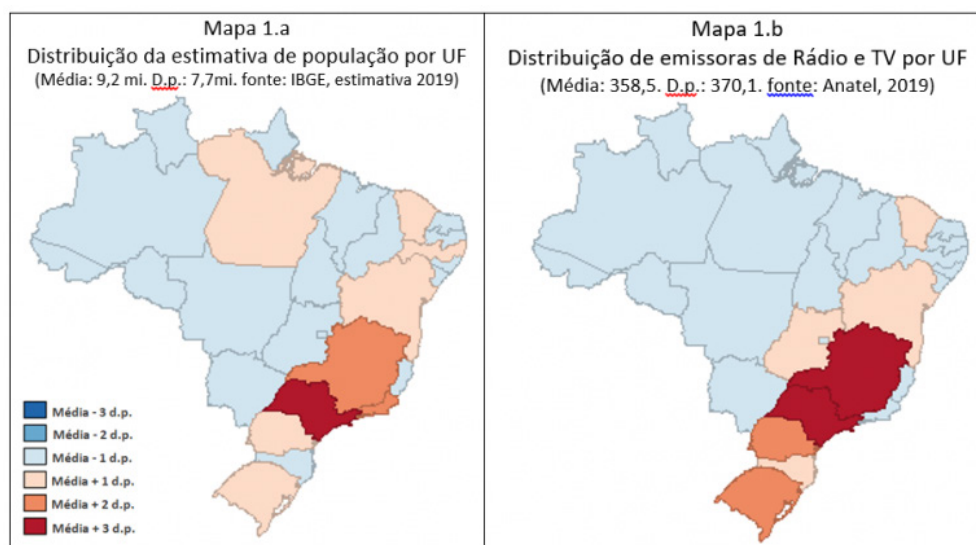 Mapa 1.a
Distribuição da estimativa de população por UF
(Média: 9,2 mi. D.p.: 7,7mi. fonte: IBGE, estimativa 2019)
Média - 3 d.p.
Média - 2 d.p.
Média - 1 d.p.
Média + 1 d.p.
Média + 2 d.p.
Média + 3 d.p.
Mapa 1.b
Distribuição de emissoras de Rádio e TV por UF
(Média: 358,5. D.p.: 370,1. fonte: Anatel, 2019)